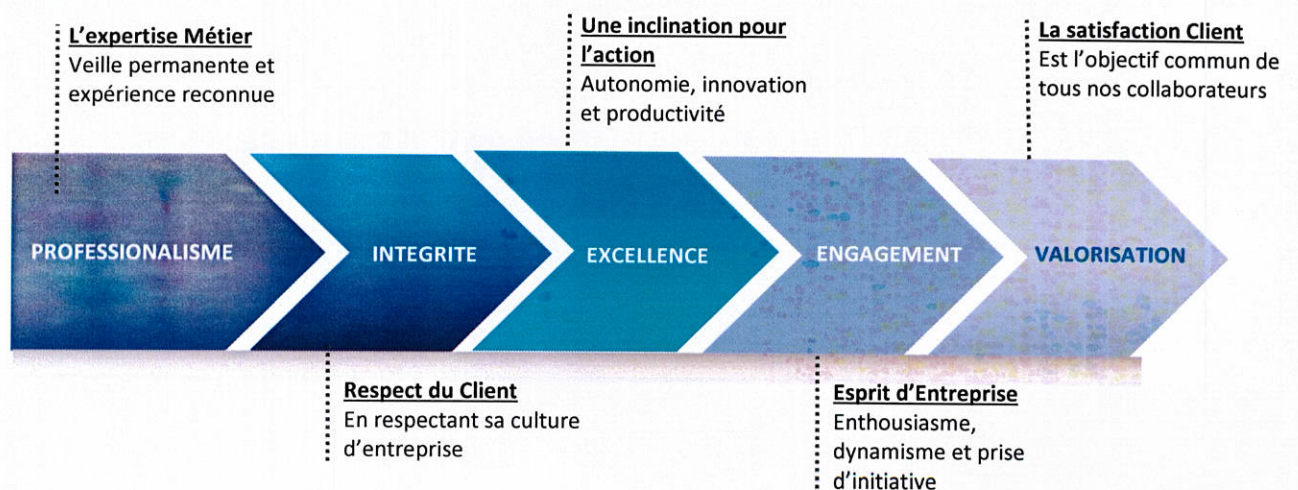 L'expertise Métier
Veille permanente et
expérience reconnue
Une inclination pour
l'action
Autonomie, innovation
et productivité
La satisfaction Client
Est l'objectif commun de
tous nos collaborateurs
PROFESSIONALISME
INTEGRITE
EXCELLENCE
ENGAGEMENT
VALORISATION
Respect du Client
En respectant sa culture
d'entreprise
Esprit d'Entreprise
Enthousiasme,
dynamisme et prise
d'initiative